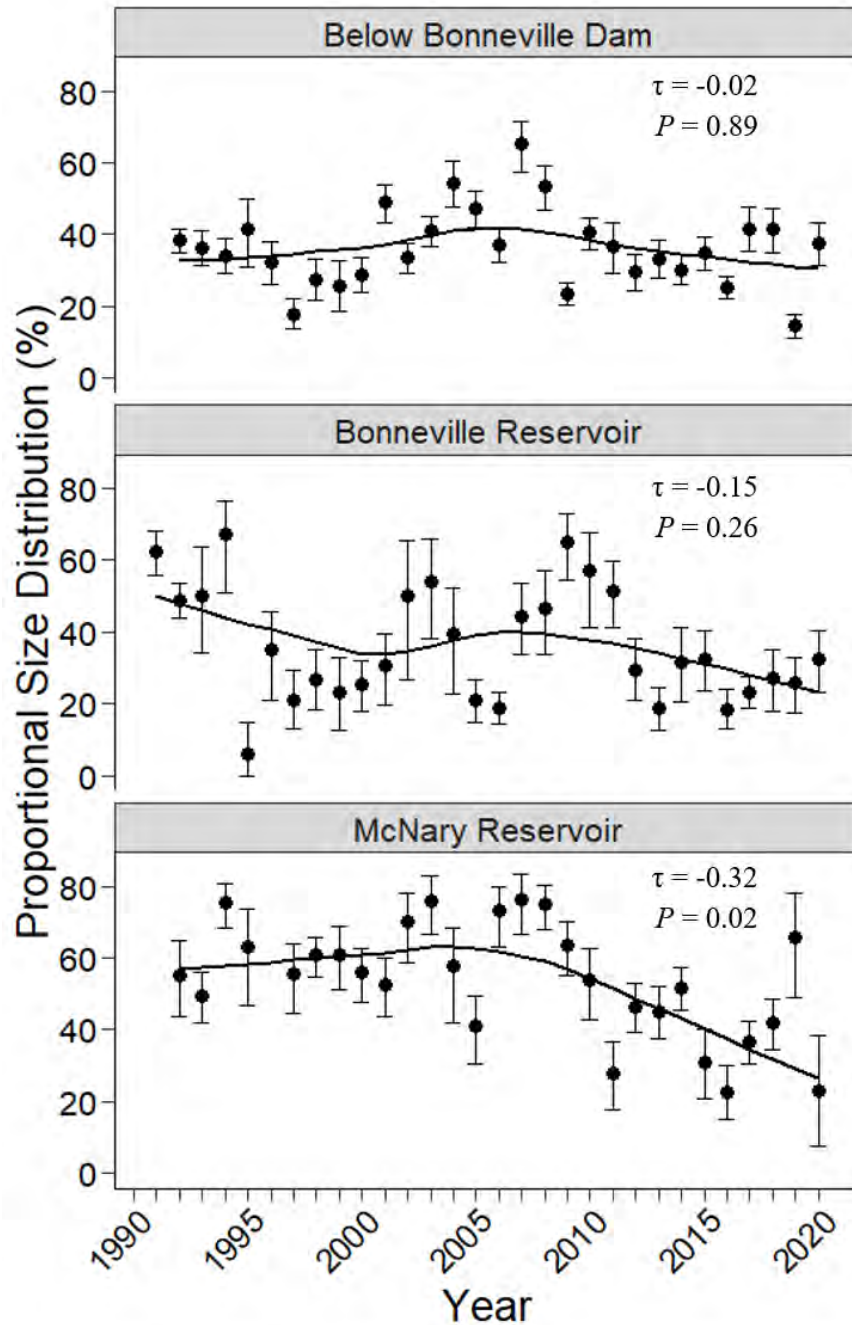 Below Bonneville Dam
τ = -0.02
P = 0.89
80
60
40
20
0
Bonneville Reservoir
τ = -0.15
P = 0.26
80
60
40
20
0
McNary Reservoir
τ = -0.32
P = 0.02
80
60
40
20
0
Proportional Size Distribution (%)
1990
1995
2000
2005
2010
2015
2020
Year